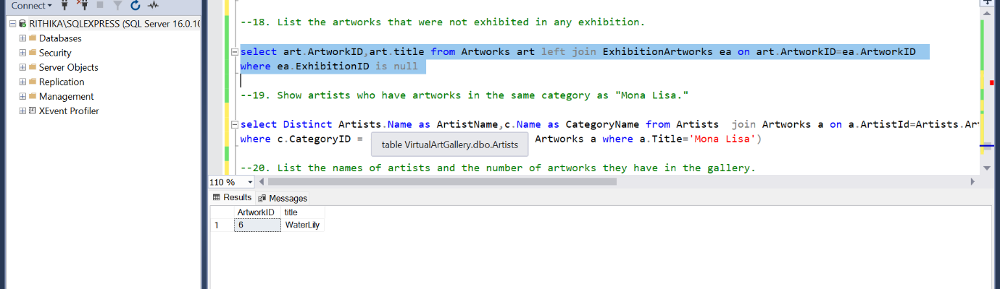 Connect
RITHIKA\SQLEXPRESS (SQL Server 16.0.10
Databases
Security
Server Objects
Replication
Management
XEvent Profiler
--18. List the artworks that were not exhibited in any exhibition.
select art.ArtworkID,art.title from Artworks art left join ExhibitionArtworks ea on art.ArtworkID=ea.ArtworkID
where ea.ExhibitionID is null
--19. Show artists who have artworks in the same category as "Mona Lisa."
select Distinct Artists.Name as ArtistName,c.Name as CategoryName from Artists  join Artworks a on a.ArtistId=Artists.Ar
where c.CategoryID = Artworks a where a.Title='Mona Lisa')
table VirtualArtGallery.dbo.Artists
--20. List the names of artists and the number of artworks they have in the gallery.
110 %
Results Messages
ArtworkID title
1 6 WaterLily